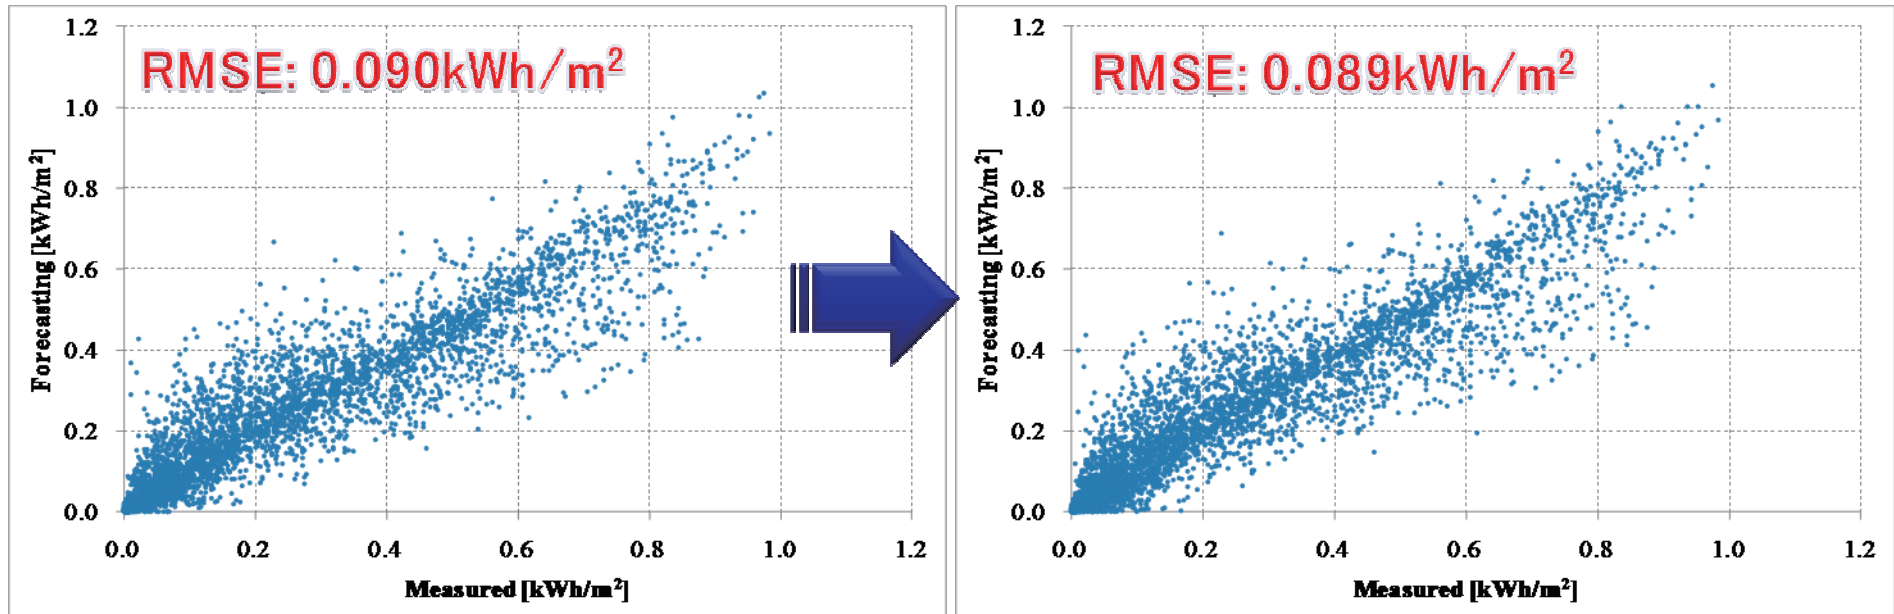 RMSE: 0.090kWh/m²
1.2
1.0
0.8
0.6
0.4
0.2
0.0
Forecasting [kWh/m²]
0.0 0.2 0.4 0.6 0.8 1.0 1.2
Measured [kWh/m²]
RMSE: 0.089kWh/m²
1.2
1.0
0.8
0.6
0.4
0.2
0.0
Forecasting [kWh/m²]
0.0 0.2 0.4 0.6 0.8 1.0 1.2
Measured [kWh/m²]